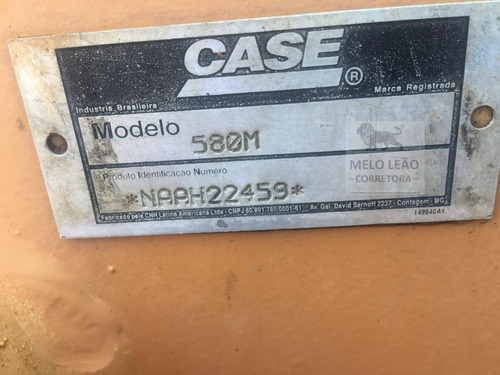 CASE
®
Industria Brasileira
Marca Registrada
Modelo 580M
MELO LEÃO
CORRETORA
Produto Identificacao Numero
*NAAH22459*
Fabricado pela CNH Latino Americana Ltda - CNPJ 60.891.791/0001-61
Av. Gal. David Sarnoff 2237 - Contagem - MG
149840A1